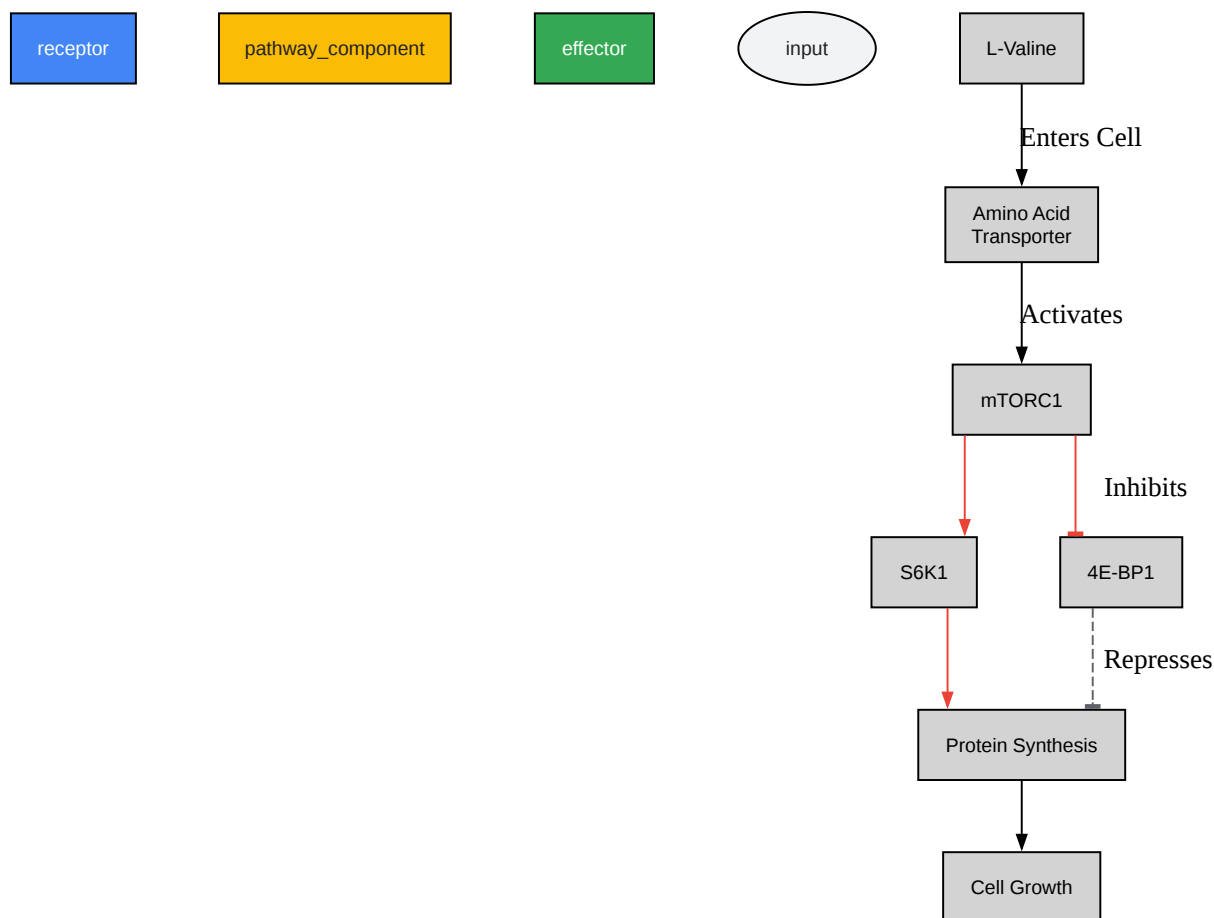 receptor
pathway_component
effector
input
L-Valine
Enters Cell
Amino Acid
Transporter
Activates
mTORC1
Inhibits
S6K1
4E-BP1
Represses
Protein Synthesis
Cell Growth